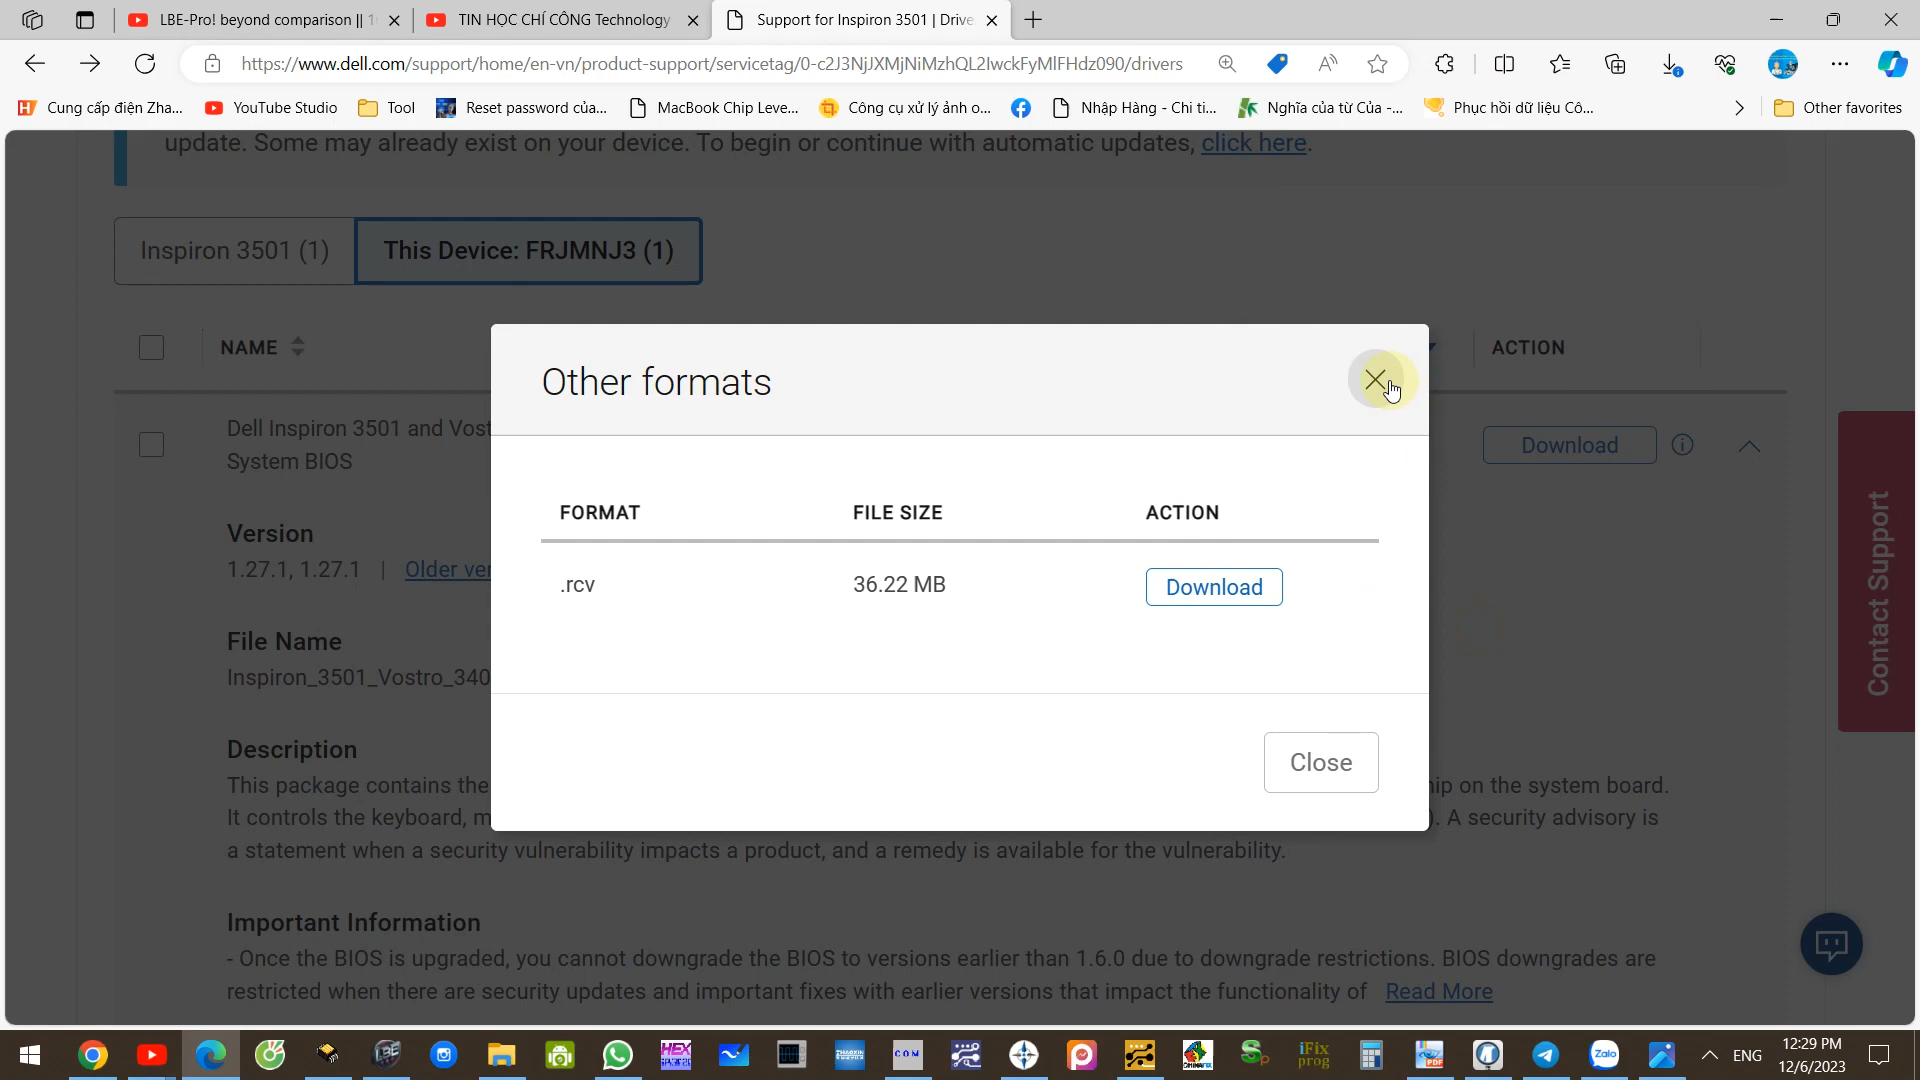 LBE-Pro! beyond comparison || 1
TIN HỌC CHÍ CÔNG Technology
Support for Inspiron 3501 | Drive
https://www.dell.com/support/home/en-vn/product-support/servicetag/0-c2J3NjJXMjNiMzhQL2IwckFyMlFHdz090/drivers
Cung cấp điện Zha...
YouTube Studio
Tool
Reset password của...
MacBook Chip Leve...
Công cụ xử lý ảnh o...
Nhập Hàng - Chi ti...
Nghĩa của từ Của -...
Phục hồi dữ liệu Cô...
Other favorites
update. Some may already exist on your device. To begin or continue with automatic updates, click here.
Inspiron 3501 (1)
This Device: FRJMNJ3 (1)
NAME
ACTION
Other formats
Dell Inspiron 3501 and Vost
System BIOS
Download
FORMAT FILE SIZE ACTION
Version
1.27.1, 1.27.1 | Older ver
.rcv 36.22 MB Download
File Name
Inspiron_3501_Vostro_340
Contact Support
Description
Close
This package contains the
hip on the system board.
It controls the keyboard, m
). A security advisory is
a statement when a security vulnerability impacts a product, and a remedy is available for the vulnerability.
Important Information
- Once the BIOS is upgraded, you cannot downgrade the BIOS to versions earlier than 1.6.0 due to downgrade restrictions. BIOS downgrades are
restricted when there are security updates and important fixes with earlier versions that impact the functionality of Read More
LBE
HEX
COM
iFix
prog
PDF
Zalo
ENG
12:29 PM
12/6/2023